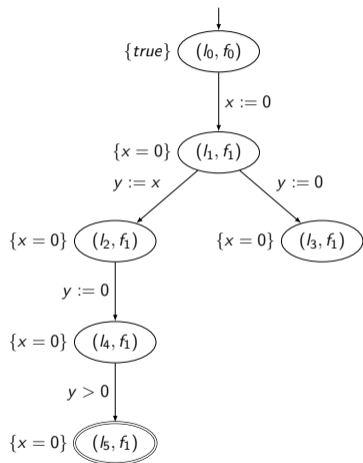 {true} (l₀, f₀)
x := 0
{x = 0} (l₁, f₁)
y := x y := 0
{x = 0} (l₂, f₁) {x = 0} (l₃, f₁)
y := 0
{x = 0} (l₄, f₁)
y > 0
{x = 0} (l₅, f₁)